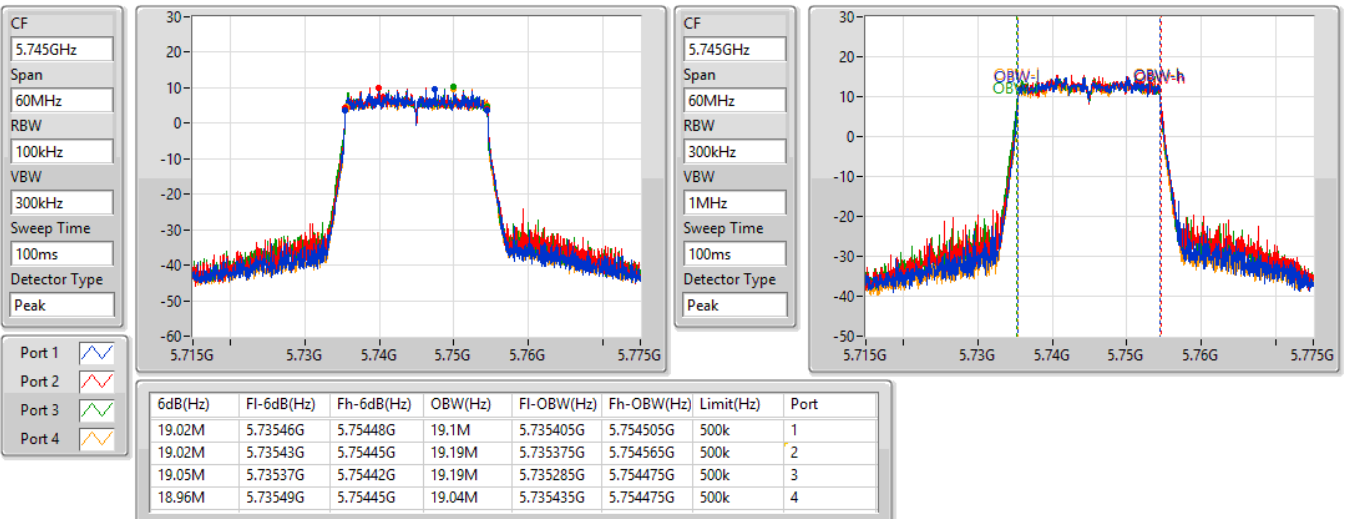 CF
5.745GHz
Span
60MHz
RBW
100kHz
VBW
300kHz
Sweep Time
100ms
Detector Type
Peak
30
20
10
0
-10
-20
-30
-40
-50
-60
5.715G 5.73G 5.74G 5.75G 5.76G 5.775G
CF
5.745GHz
Span
60MHz
RBW
300kHz
VBW
1MHz
Sweep Time
100ms
Detector Type
Peak
30
20
10
0
-10
-20
-30
-40
-50
OBW-l OBW-h
5.715G 5.73G 5.74G 5.75G 5.76G 5.775G
Port 1
Port 2
Port 3
Port 4
6dB(Hz) Fl-6dB(Hz) Fh-6dB(Hz) OBW(Hz) Fl-OBW(Hz) Fh-OBW(Hz) Limit(Hz) Port
19.02M 5.73546G 5.75448G 19.1M 5.735405G 5.754505G 500k 1
19.02M 5.73543G 5.75445G 19.19M 5.735375G 5.754565G 500k 2
19.05M 5.73537G 5.75442G 19.19M 5.735285G 5.754475G 500k 3
18.96M 5.73549G 5.75445G 19.04M 5.735435G 5.754475G 500k 4